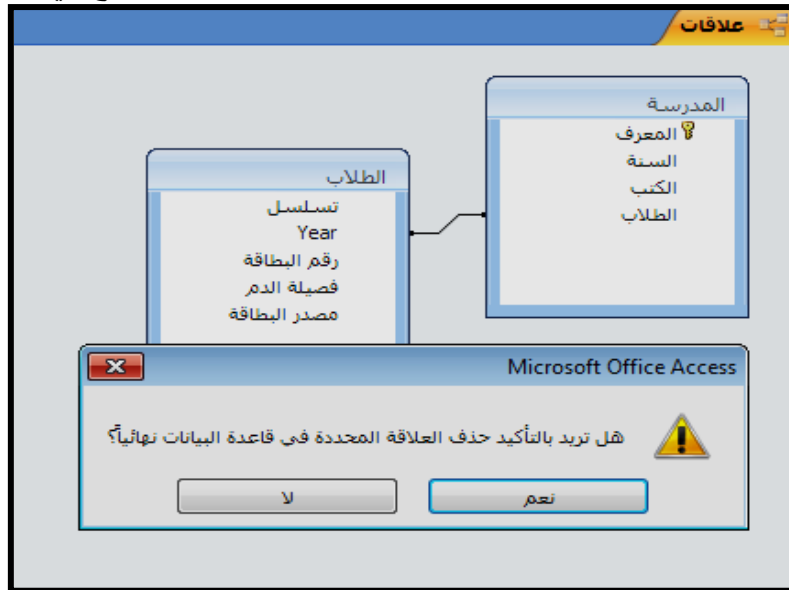 علاقات
المدرسة
المعرف
السنة
الكتب
الطلاب
الطلاب
تسلسل
Year
رقم البطاقة
فصيلة الدم
مصدر البطاقة
Microsoft Office Access
هل تريد بالتأكيد حذف العلاقة المحددة في قاعدة البيانات نهائياً؟
نعم
لا